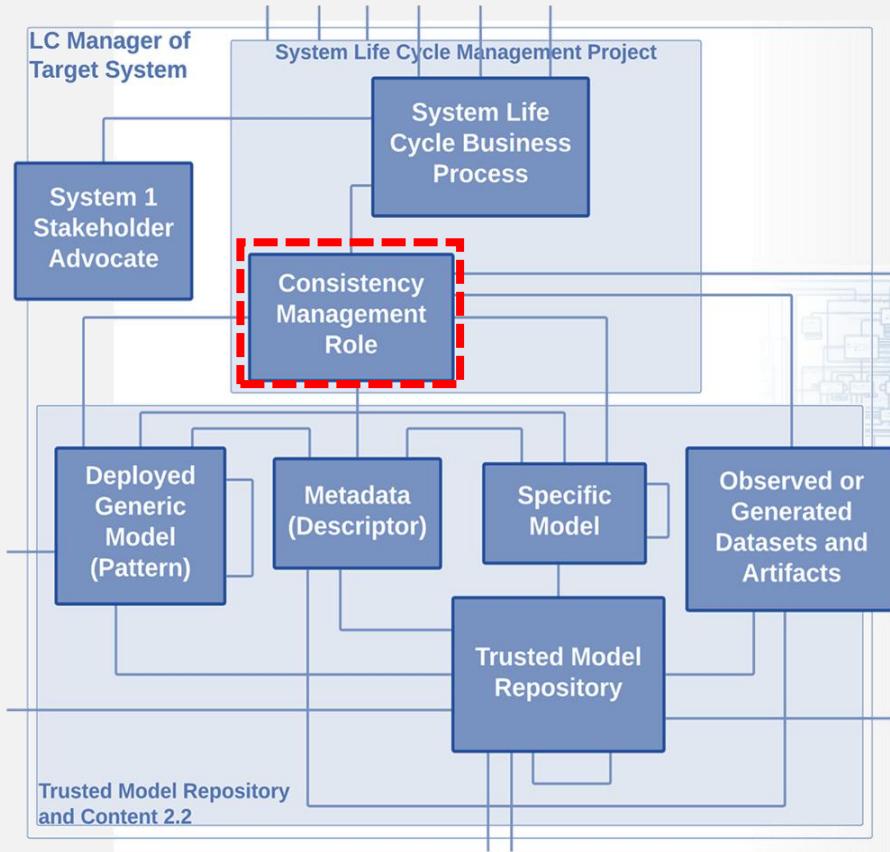 LC Manager of
Target System
System Life Cycle Management Project
System Life
Cycle Business
Process
System 1
Stakeholder
Advocate
Consistency
Management
Role
Deployed
Generic
Model
(Pattern)
Metadata
(Descriptor)
Specific
Model
Observed or
Generated
Datasets and
Artifacts
Trusted Model
Repository
Trusted Model Repository
and Content 2.2